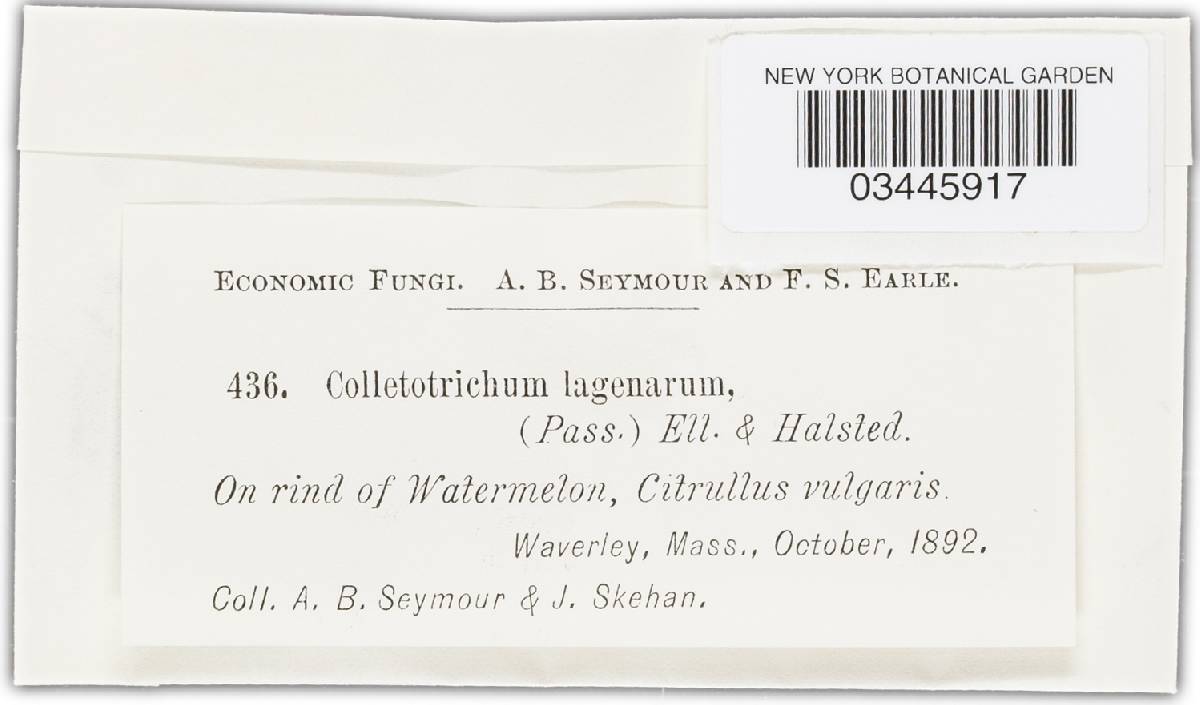 NEW YORK BOTANICAL GARDEN
03445917
ECONOMIC FUNGI. A. B. SEYMOUR AND F. S. EARLE.
436. Colletotrichum lagenarum,
(Pass.) Ell. & Halsted.
On rind of Watermelon, Citrullus vulgaris.
Waverley, Mass., October, 1892.
Coll. A. B. Seymour & J. Skehan.